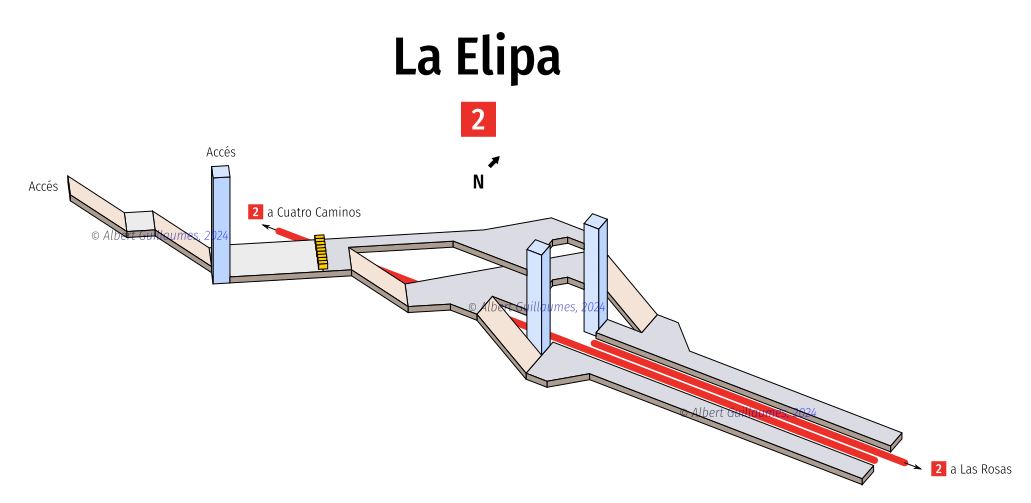 La Elipa
2
N
Accés
Accés
2 a Cuatro Caminos
© Albert Guillaumes, 2024
© Albert Guillaumes, 2024
© Albert Guillaumes, 2024
2 a Las Rosas